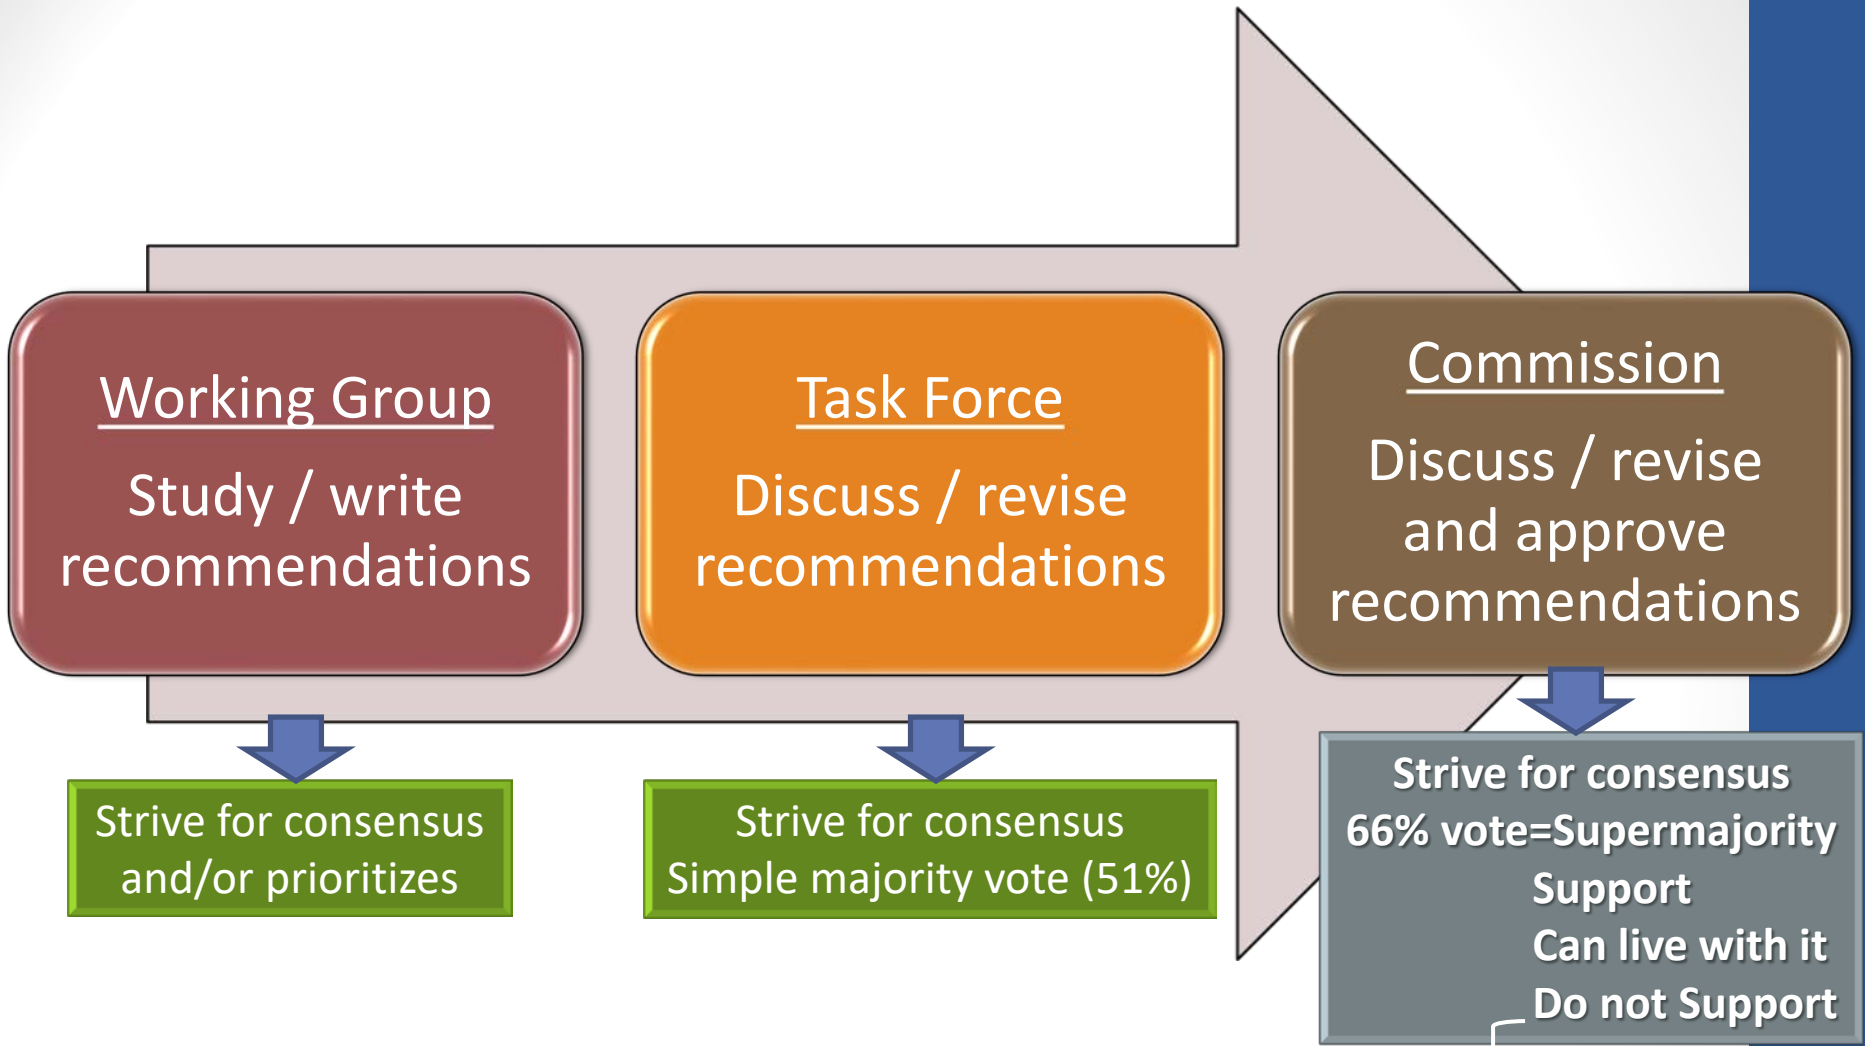 Working Group
Study / write
recommendations
Task Force
Discuss / revise
recommendations
Commission
Discuss / revise
and approve
recommendations
Strive for consensus
and/or prioritizes
Strive for consensus
Simple majority vote (51%)
Strive for consensus
66% vote=Supermajority
Support
Can live with it
Do not Support